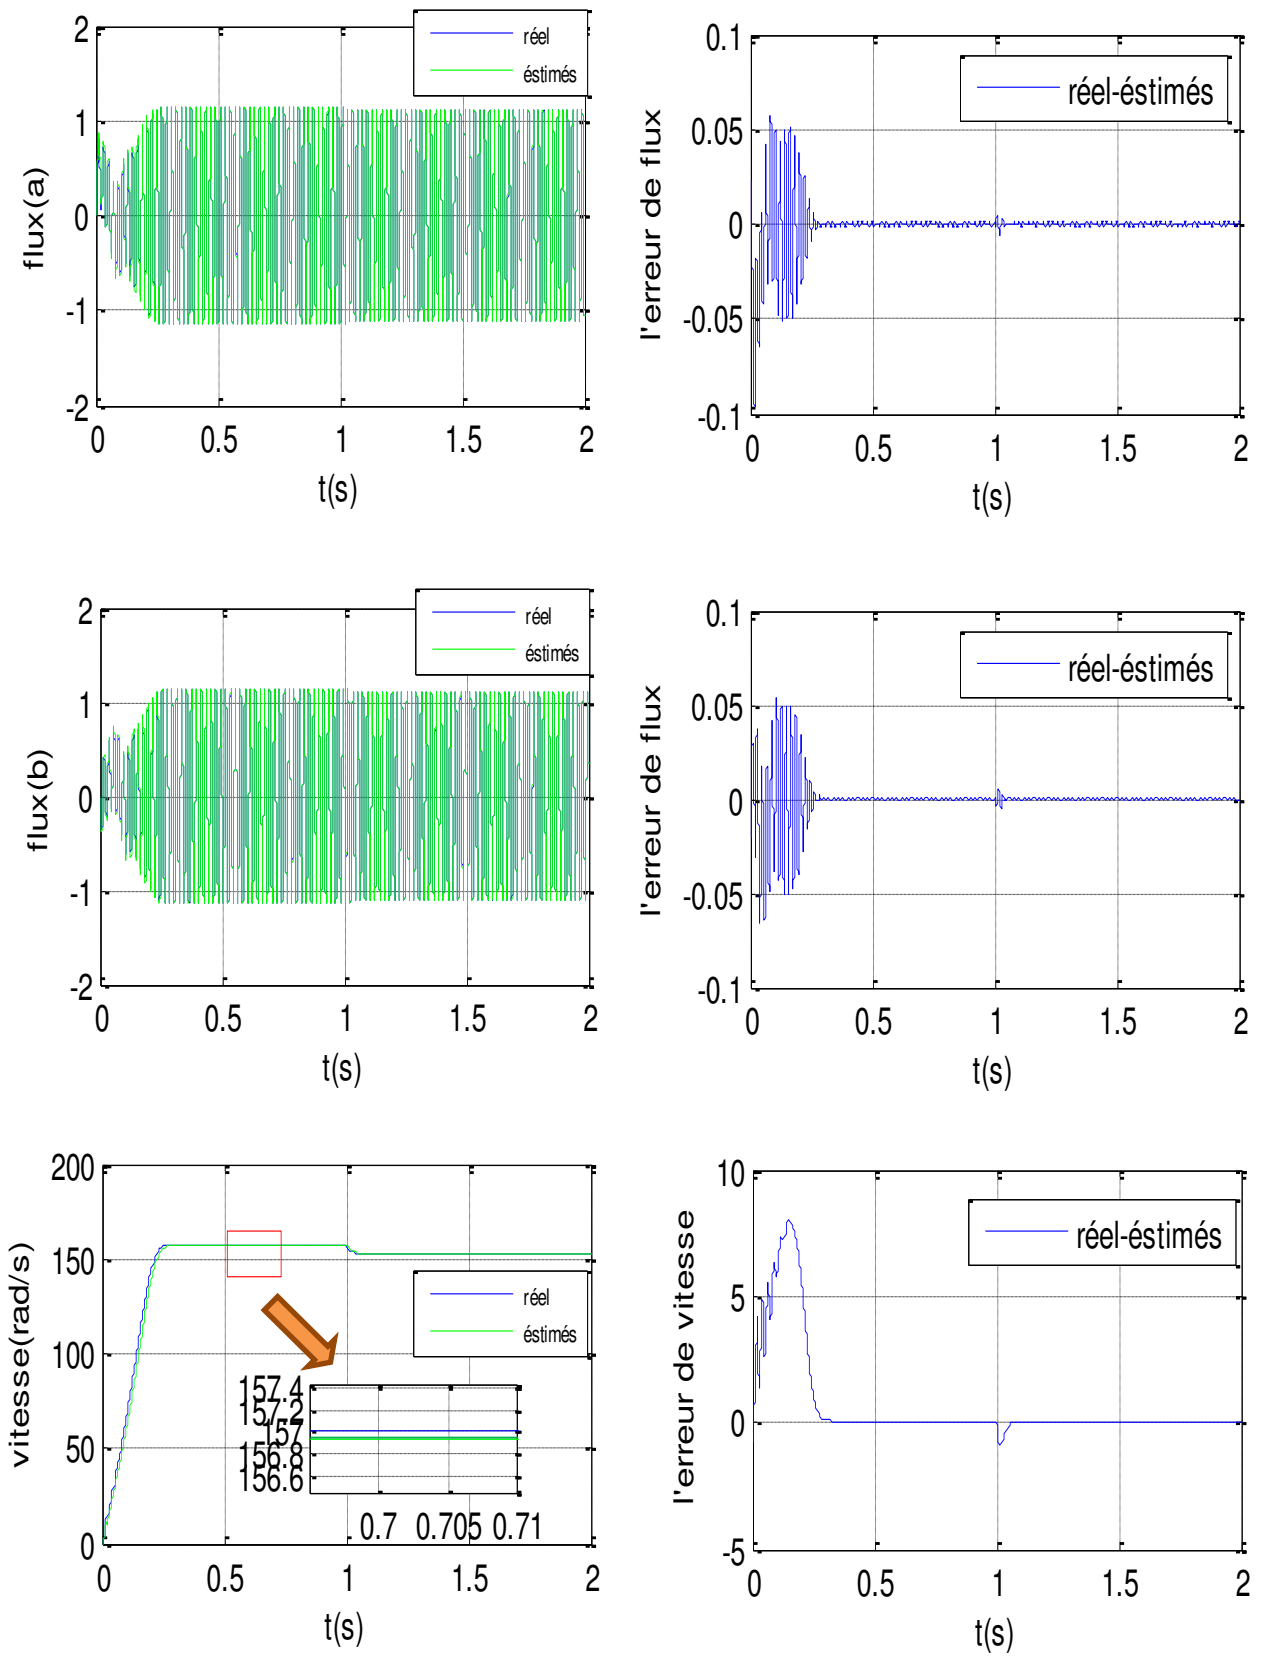 2
1
0
-1
-2
flux(a)
réel
éstimés
0 0.5 1 1.5 2
t(s)
0.1
0.05
0
-0.05
-0.1
l'erreur de flux
réel-éstimés
0 0.5 1 1.5 2
t(s)
2
1
0
-1
-2
flux(b)
réel
éstimés
0 0.5 1 1.5 2
t(s)
0.1
0.05
0
-0.05
-0.1
l'erreur de flux
réel-éstimés
0 0.5 1 1.5 2
t(s)
200
150
100
50
0
vitesse(rad/s)
réel
éstimés
157.4
157.2
157
156.8
156.6
0.7 0.705 0.71
0 0.5 1 1.5 2
t(s)
10
5
0
-5
l'erreur de vitesse
réel-éstimés
0 0.5 1 1.5 2
t(s)